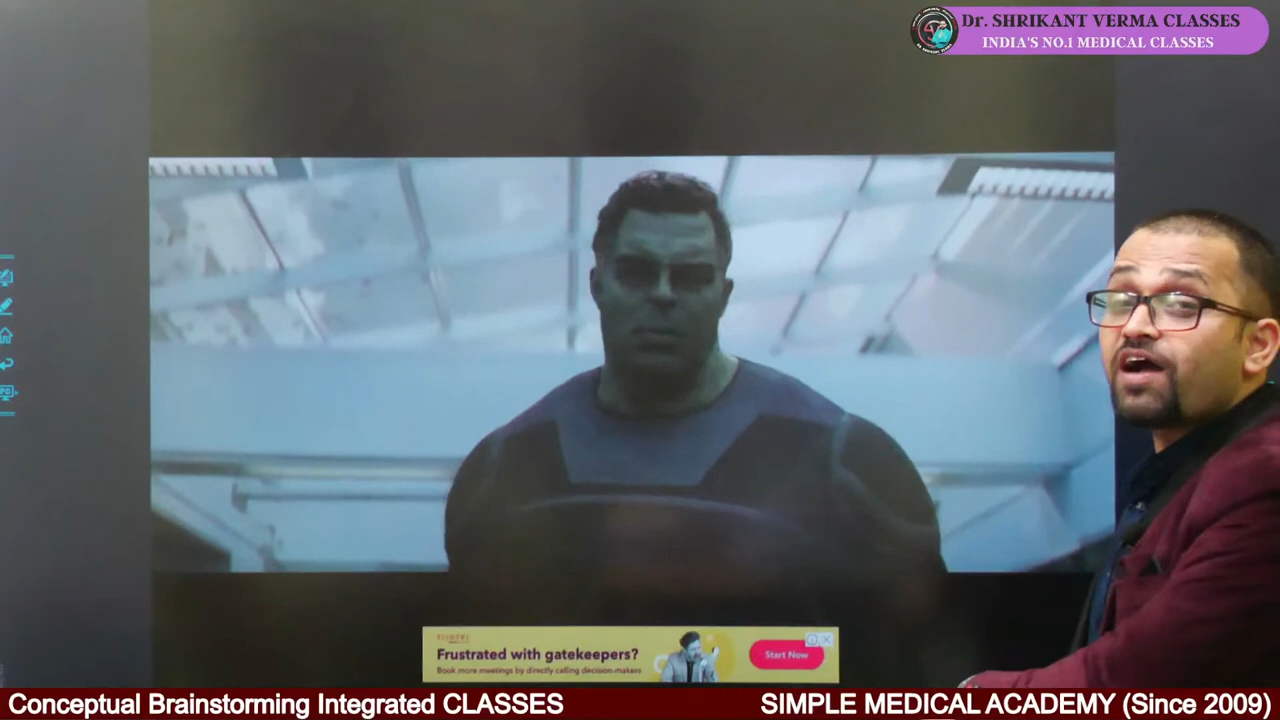 Dr. SHRIKANT VERMA CLASSES
INDIA'S NO.1 MEDICAL CLASSES
PC
Frustrated with gatekeepers?
Book more meetings by directly calling decision-makers
Start Now
Conceptual Brainstorming Integrated CLASSES
SIMPLE MEDICAL ACADEMY (Since 2009)